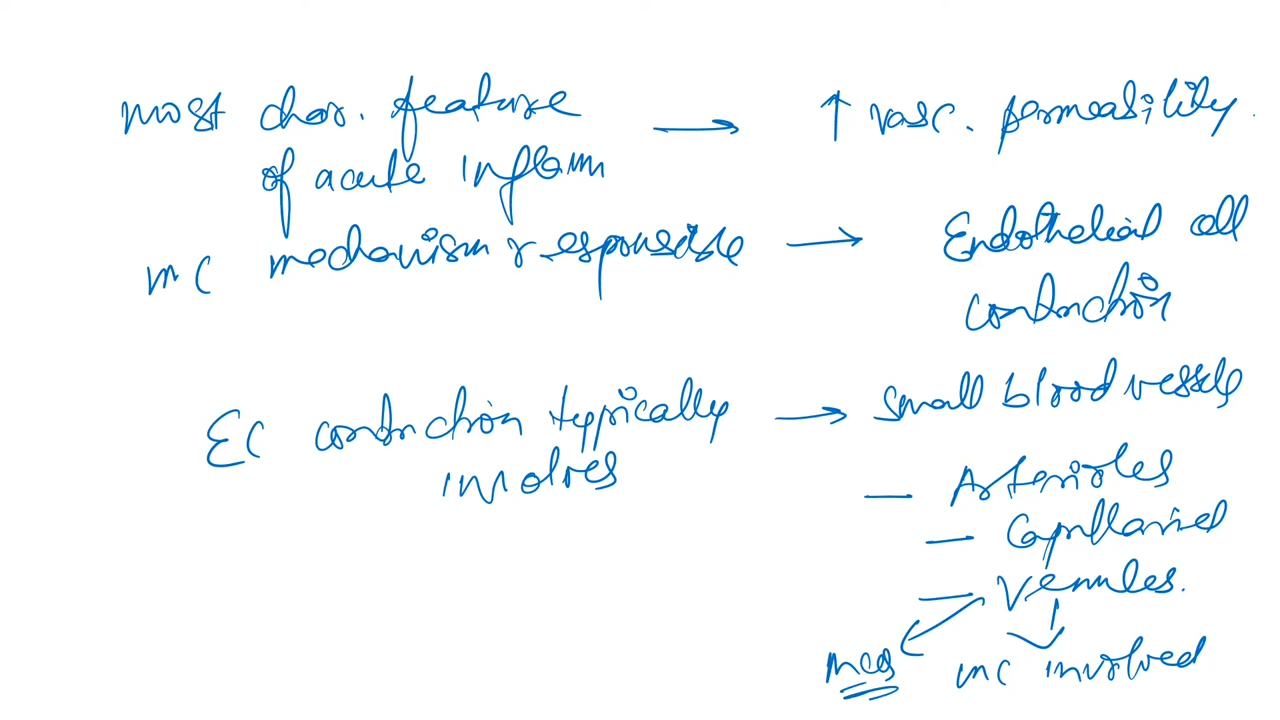 most char. feature → ↑ vasc. permeability.
of acute inflam
mc mechanism responsible → Endothelial cell
contraction
EC contraction typically → small blood vessels
involves
— Arterioles
— Capillaries
— Venules.
mcq mc involved